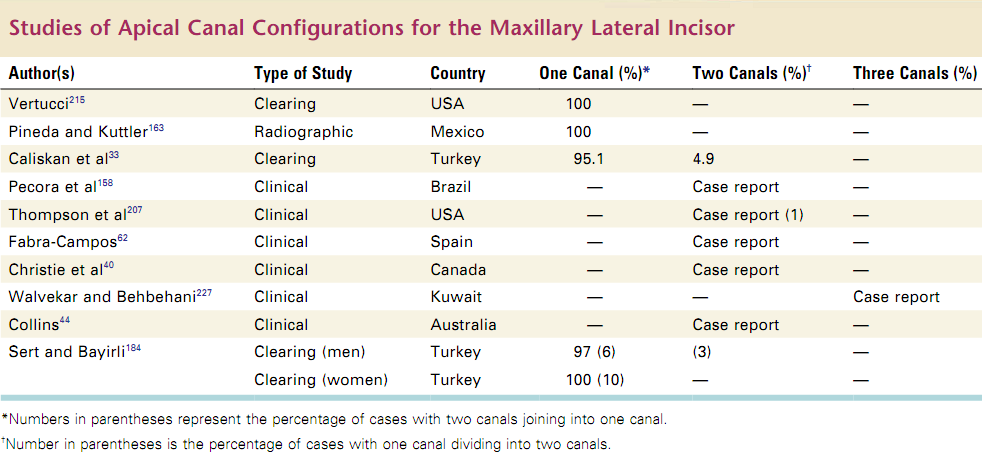 Studies of Apical Canal Configurations for the Maxillary Lateral Incisor
Author(s) Type of Study Country One Canal (%)* Two Canals (%)† Three Canals (%)
Vertucci215 Clearing USA 100 — —
Pineda and Kuttler163 Radiographic Mexico 100 — —
Caliskan et al33 Clearing Turkey 95.1 4.9 —
Pecora et al158 Clinical Brazil — Case report —
Thompson et al207 Clinical USA — Case report (1) —
Fabra-Campos62 Clinical Spain — Case report —
Christie et al40 Clinical Canada — Case report —
Walvekar and Behbehani227 Clinical Kuwait — — Case report
Collins44 Clinical Australia — Case report —
Sert and Bayirli184 Clearing (men) Turkey 97 (6) (3) —
Clearing (women) Turkey 100 (10) — —
*Numbers in parentheses represent the percentage of cases with two canals joining into one canal.
†Number in parentheses is the percentage of cases with one canal dividing into two canals.